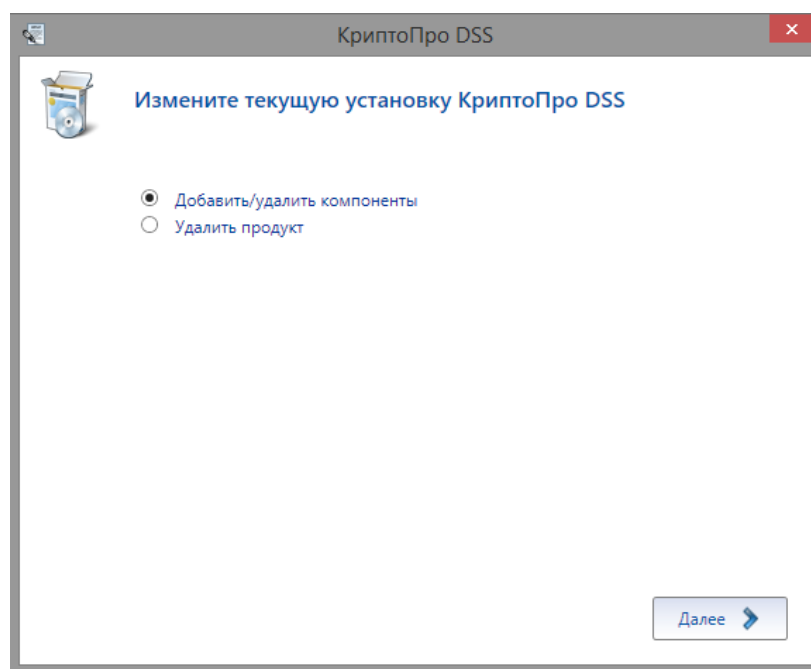 КриптоПро DSS
Измените текущую установку КриптоПро DSS
Добавить/удалить компоненты
Удалить продукт
Далее